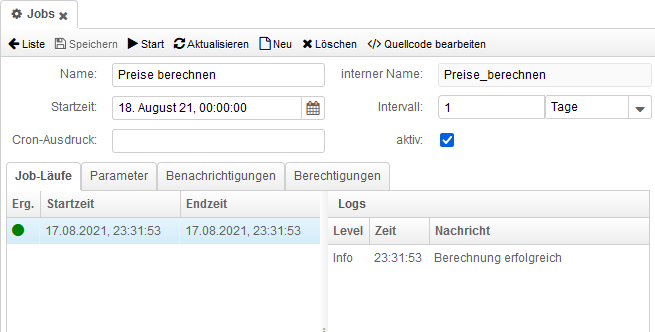 Jobs
Liste Speichern Start Aktualisieren Neu Löschen </> Quellcode bearbeiten
Name: Preise berechnen interner Name: Preise_berechnen
Startzeit: 18. August 21, 00:00:00 Intervall: 1 Tage
Cron-Ausdruck: aktiv:
Job-Läufe Parameter Benachrichtigungen Berechtigungen
Erg. Startzeit Endzeit Logs
17.08.2021, 23:31:53 17.08.2021, 23:31:53 Level Zeit Nachricht
Info 23:31:53 Berechnung erfolgreich